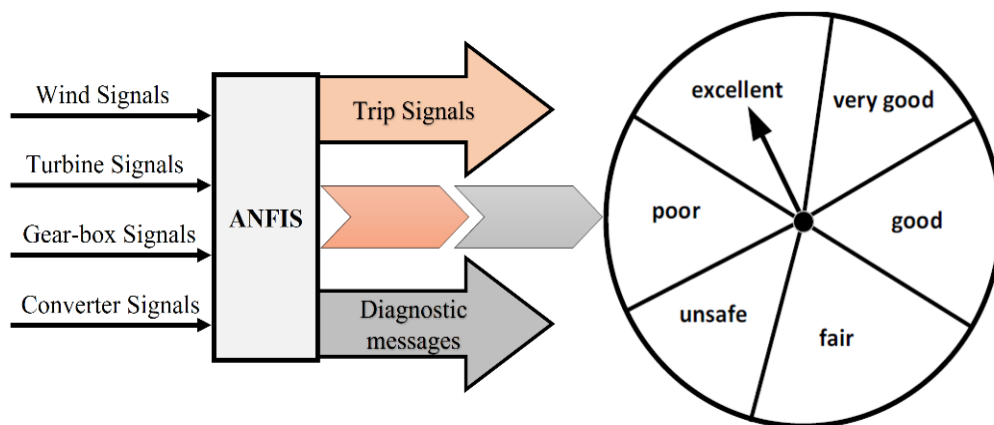 Wind Signals
Turbine Signals
Gear-box Signals
Converter Signals
ANFIS
Trip Signals
Diagnostic
messages
excellent
very good
good
fair
unsafe
poor